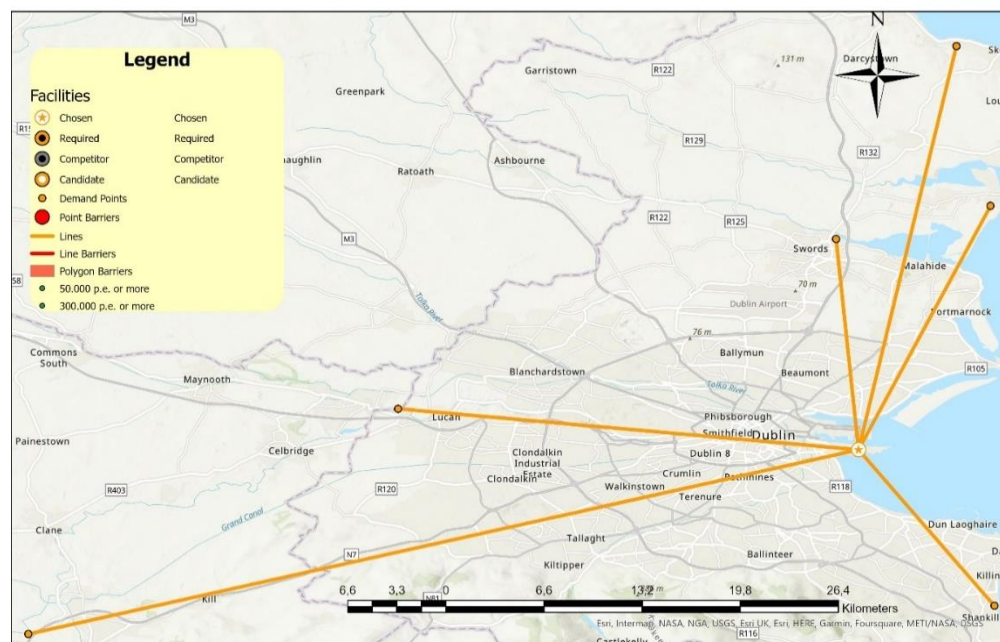 Legend
Facilities
Chosen Chosen
Required Required
Competitor Competitor
Candidate Candidate
Demand Points
Point Barriers
Lines
Line Barriers
Polygon Barriers
50.000 p.e. or more
300.000 p.e. or more
N
M3
Garristown
R122
131 m
Darcystown
Greenpark
R129
R132
Ashbourne
Ratoath
R122
R125
M3
Swords
Malahide
70 m
Dublin Airport
Tolka River
76 m
Commons
South
Ballymun
Beaumont
R105
Maynooth
Blanchardstown
Tolka River
Phibsborough
Lucan
Smithfield
Dublin
Painestown
Celbridge
Clondalkin
Industrial
Estate
Dublin 8
Crumlin
R403
R120
Clondalkin
Walkinstown
R118
Terenure
Grand Canal
Clane
Dun Laoghaire
Tallaght
N7
Kiltipper
Ballinteer
Kill
6,6 3,3 0 6,6 13,2 19,8 26,4
Kilometers
N81
Esri, Intermap, NASA, NGA, USGS, Esri UK, Esri, HERE, Garmin, Foursquare, METI/NASA, USGS
R116